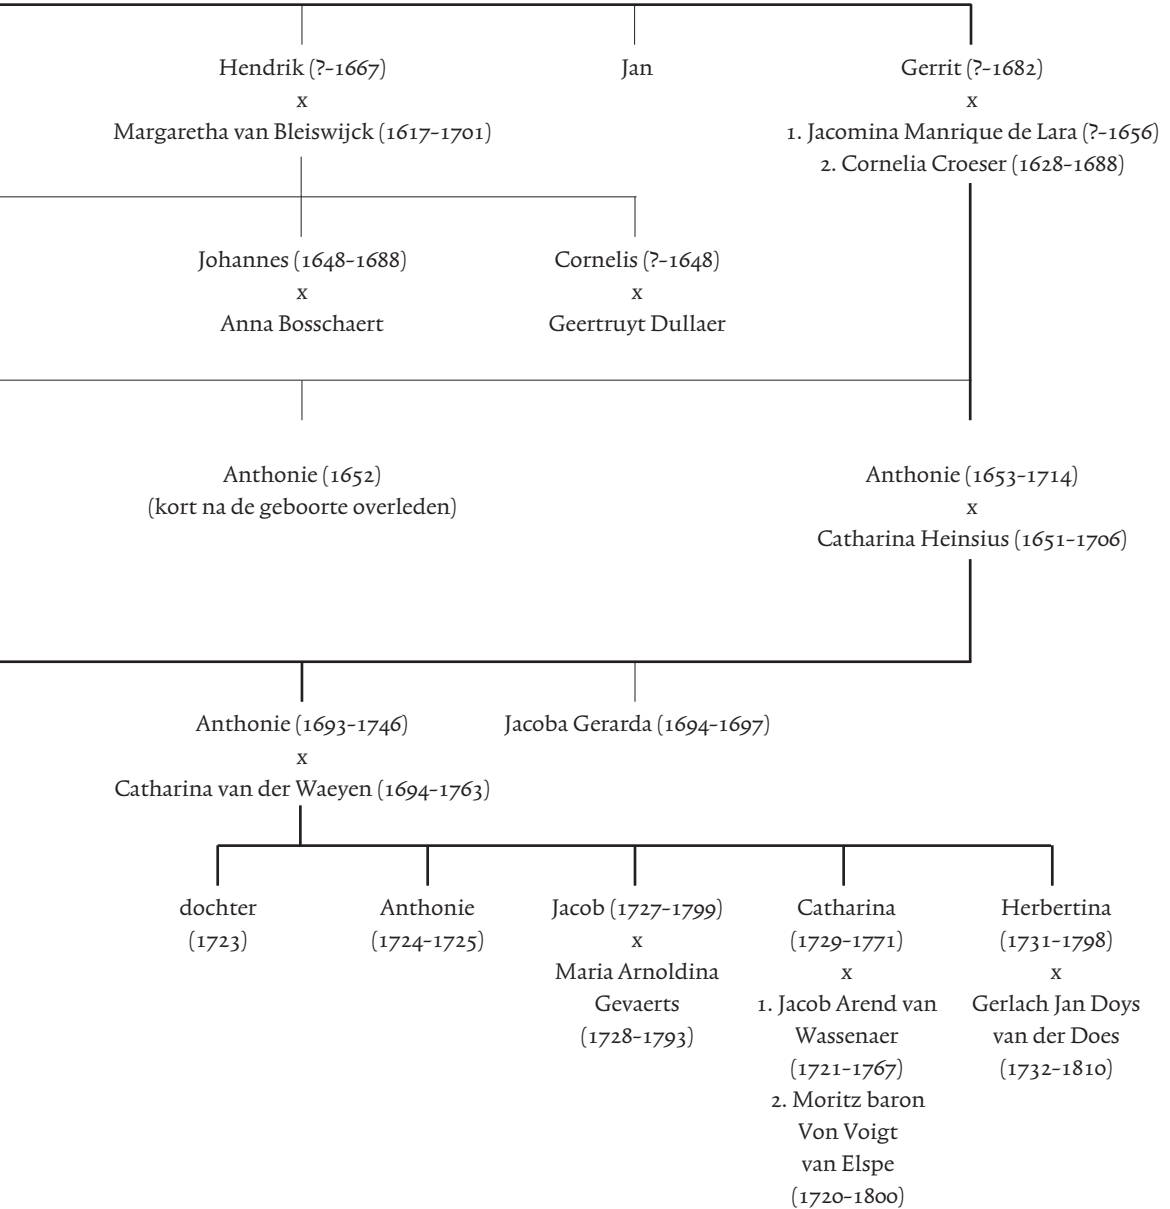 Hendrik (?-1667)
x
Margaretha van Bleiswijck (1617-1701)
Jan
Gerrit (?-1682)
x
1. Jacomina Manrique de Lara (?-1656)
2. Cornelia Croeser (1628-1688)
Johannes (1648-1688)
x
Anna Bosschaert
Cornelis (?-1648)
x
Geertruyt Dullaer
Anthonie (1652)
(kort na de geboorte overleden)
Anthonie (1653-1714)
x
Catharina Heinsius (1651-1706)
Anthonie (1693-1746)
x
Catharina van der Waeyen (1694-1763)
Jacoba Gerarda (1694-1697)
dochter
(1723)
Anthonie
(1724-1725)
Jacob (1727-1799)
x
Maria Arnoldina
Gevaerts
(1728-1793)
Catharina
(1729-1771)
x
1. Jacob Arend van
Wassenaer
(1721-1767)
2. Moritz baron
Von Voigt
van Elspe
(1720-1800)
Herbertina
(1731-1798)
x
Gerlach Jan Doys
van der Does
(1732-1810)